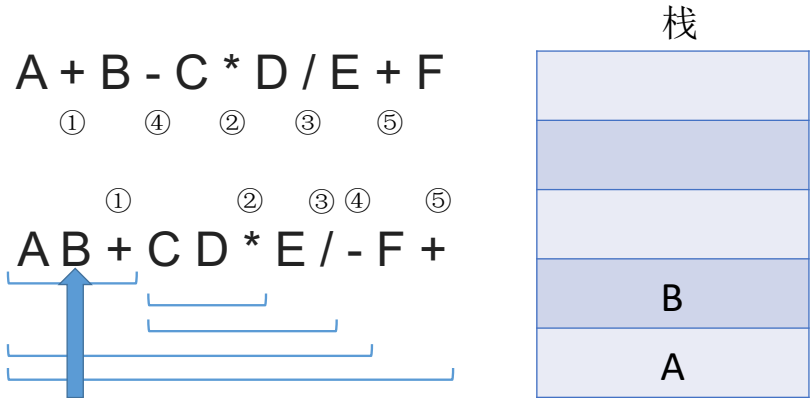 栈
A + B - C * D / E + F
① ④ ② ③ ⑤
① ② ③ ④ ⑤
A B + C D * E / - F +
B
A